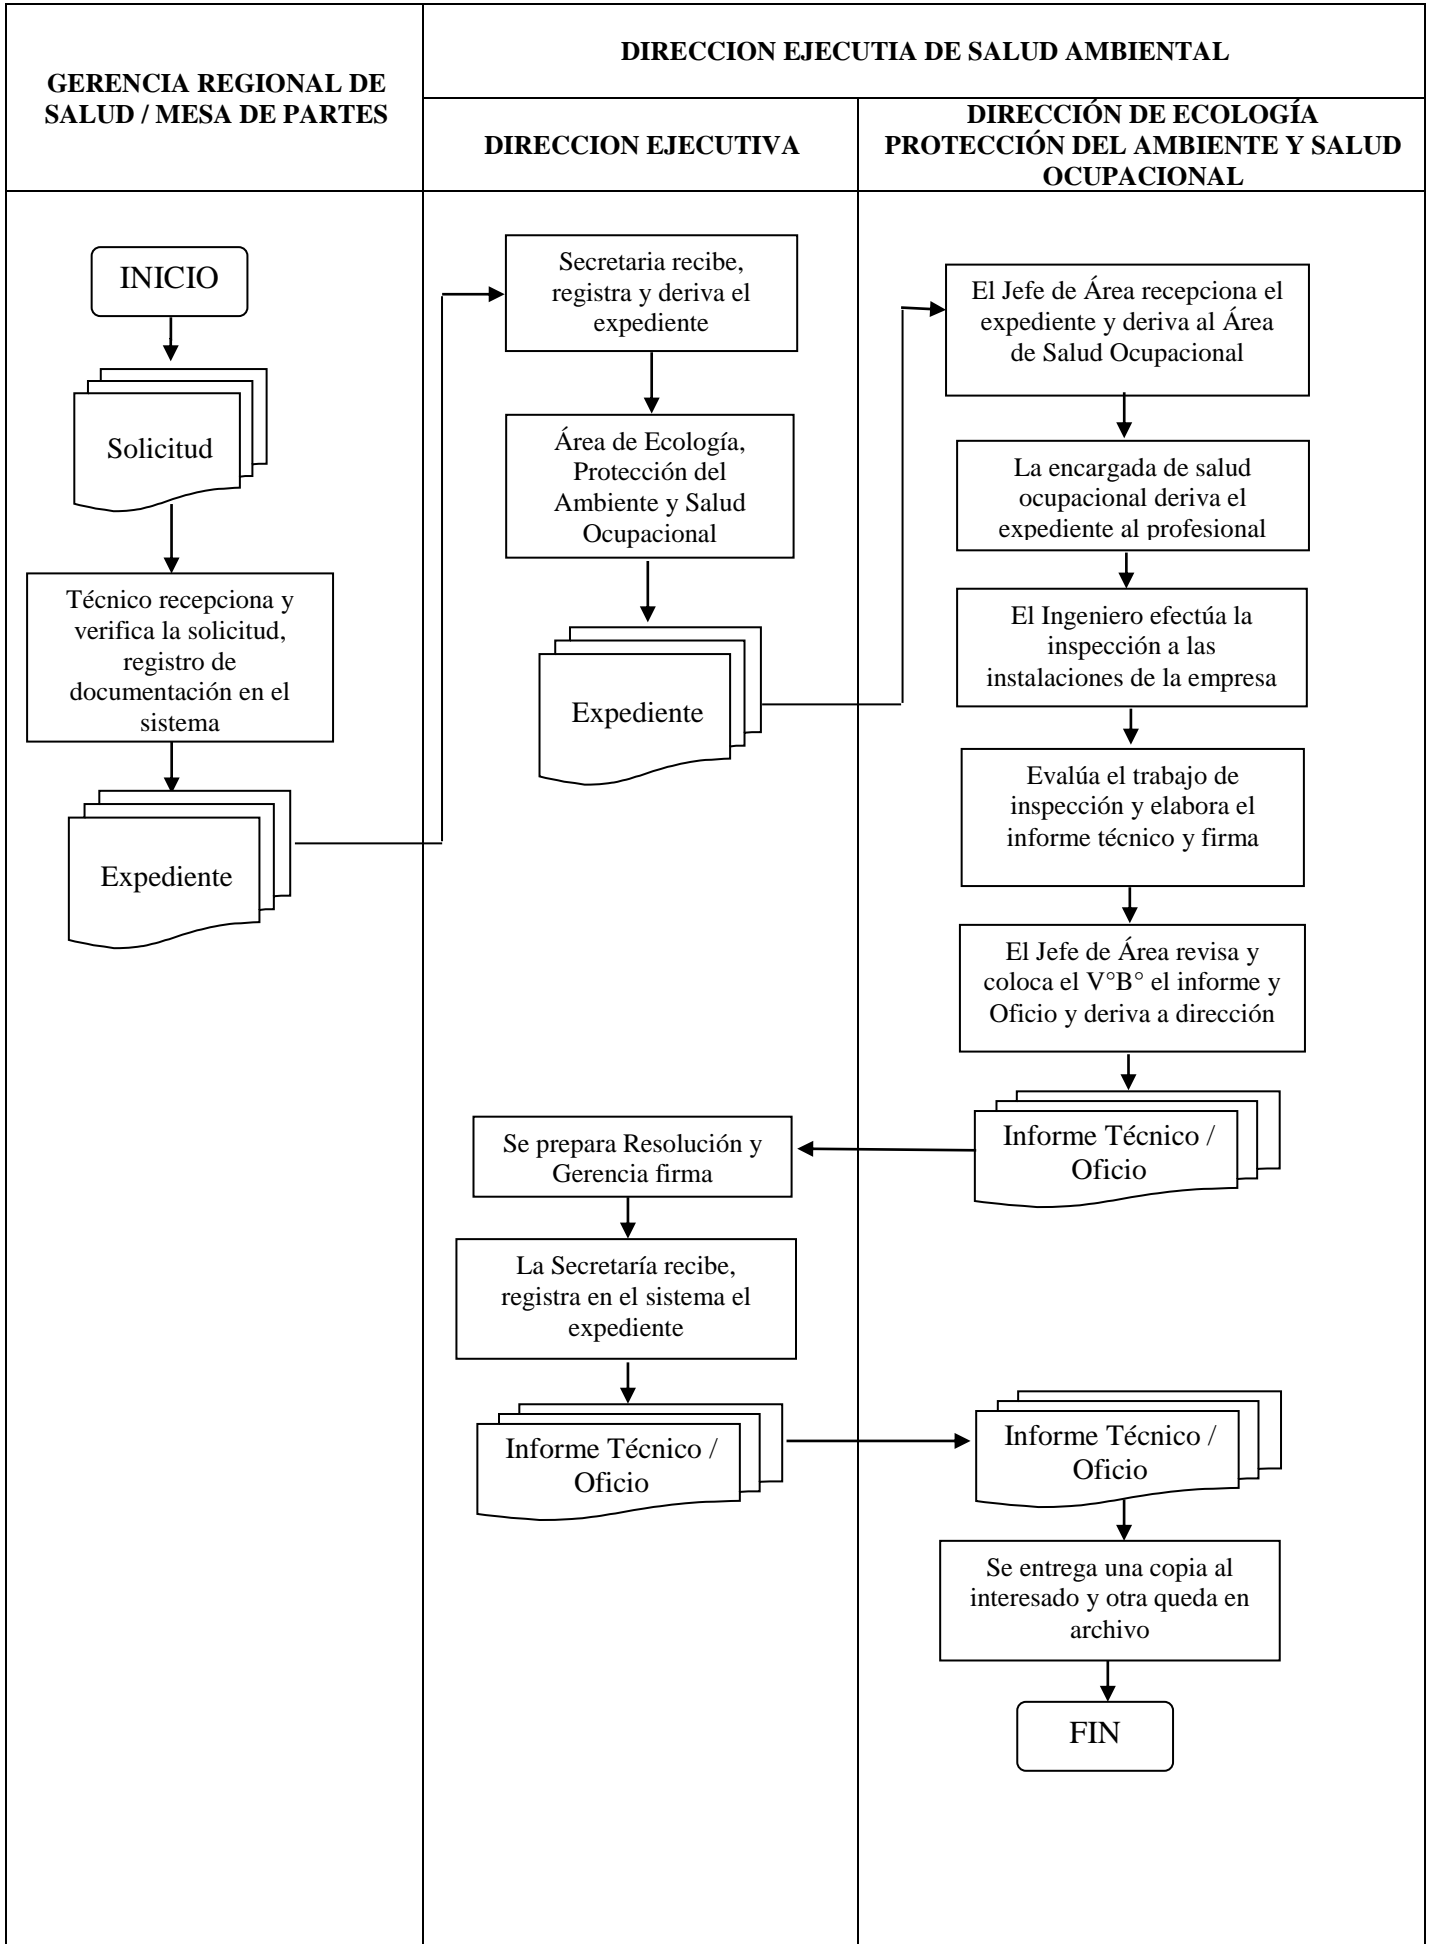 GERENCIA REGIONAL DE
SALUD / MESA DE PARTES
DIRECCION EJECUTIA DE SALUD AMBIENTAL
DIRECCION EJECUTIVA
DIRECCIÓN DE ECOLOGÍA
PROTECCIÓN DEL AMBIENTE Y SALUD
OCUPACIONAL
INICIO
Solicitud
Técnico recepciona y
verifica la solicitud,
registro de
documentación en el
sistema
Expediente
Secretaria recibe,
registra y deriva el
expediente
Área de Ecología,
Protección del
Ambiente y Salud
Ocupacional
Expediente
El Jefe de Área recepciona el
expediente y deriva al Área
de Salud Ocupacional
La encargada de salud
ocupacional deriva el
expediente al profesional
El Ingeniero efectúa la
inspección a las
instalaciones de la empresa
Evalúa el trabajo de
inspección y elabora el
informe técnico y firma
El Jefe de Área revisa y
coloca el V°B° el informe y
Oficio y deriva a dirección
Informe Técnico /
Oficio
Se prepara Resolución y
Gerencia firma
La Secretaría recibe,
registra en el sistema el
expediente
Informe Técnico /
Oficio
Informe Técnico /
Oficio
Se entrega una copia al
interesado y otra queda en
archivo
FIN